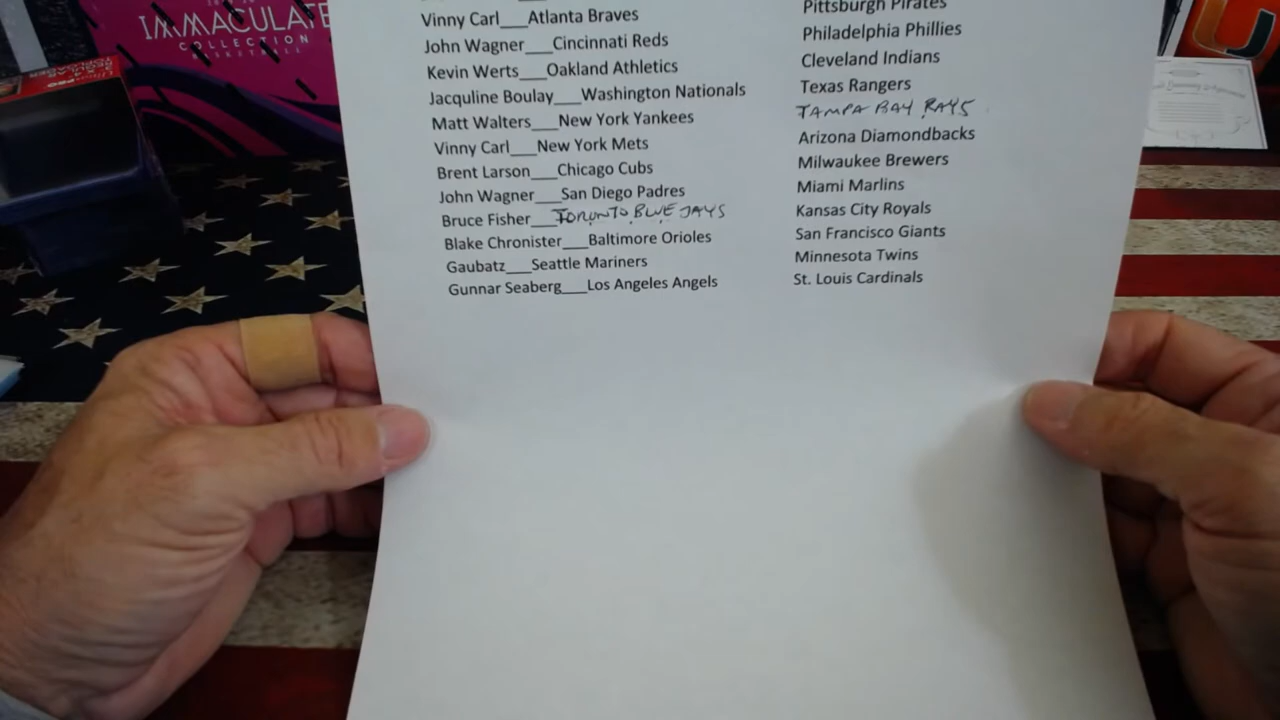 IMMACULATE
COLLECTION
BASKETBALL
Vinny Carl___Atlanta Braves
John Wagner___Cincinnati Reds
Kevin Werts___Oakland Athletics
Jacquline Boulay___Washington Nationals
Matt Walters___New York Yankees
Vinny Carl___New York Mets
Brent Larson___Chicago Cubs
John Wagner___San Diego Padres
Bruce Fisher___TORONTO BLUE JAYS
Blake Chronister___Baltimore Orioles
Gaubatz___Seattle Mariners
Gunnar Seaberg___Los Angeles Angels
Pittsburgh Pirates
Philadelphia Phillies
Cleveland Indians
Texas Rangers
TAMPA BAY RAYS
Arizona Diamondbacks
Milwaukee Brewers
Miami Marlins
Kansas City Royals
San Francisco Giants
Minnesota Twins
St. Louis Cardinals